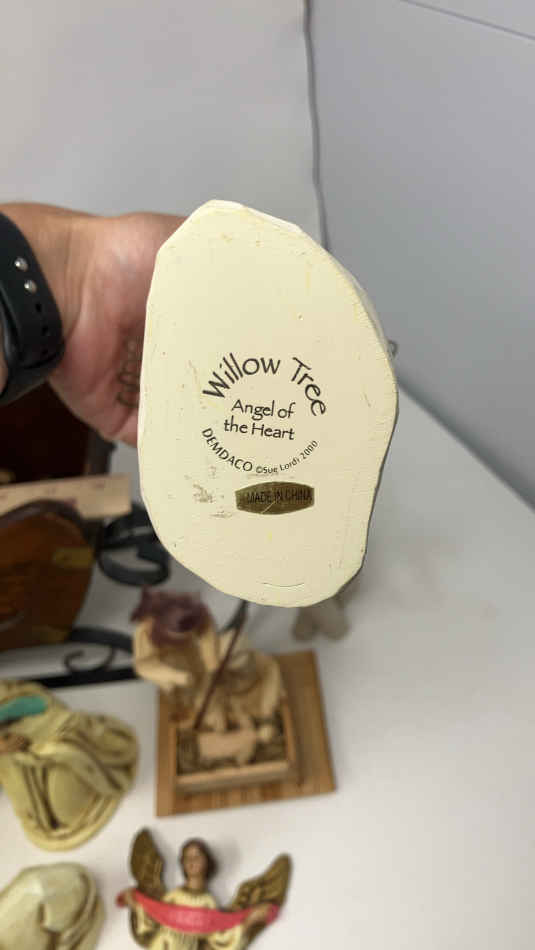 Willow Tree
Angel of
the Heart
DEMDACO ©Sue Lordi 2000
MADE IN CHINA